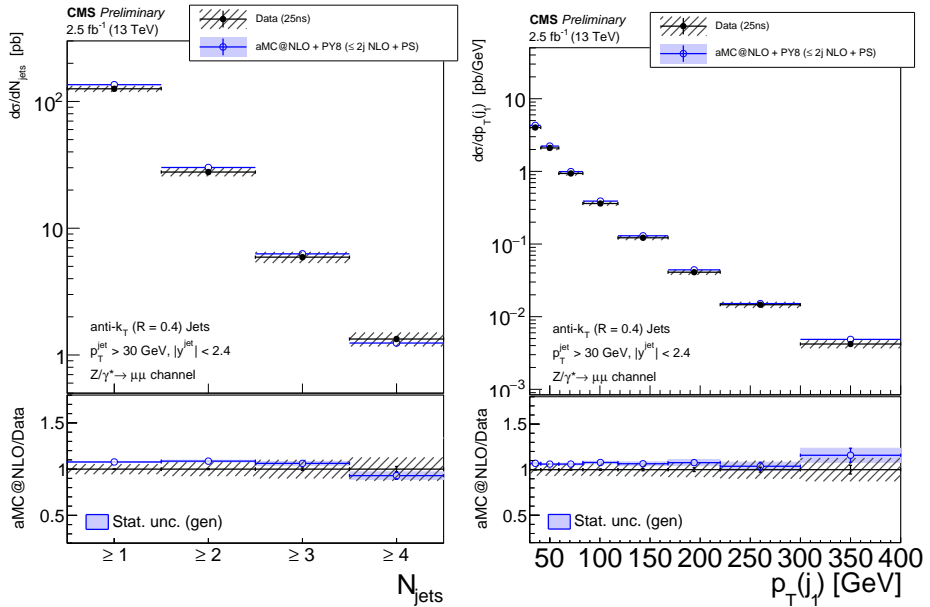 CMS Preliminary
2.5 fb⁻¹ (13 TeV)
Data (25ns)
aMC@NLO + PY8 (≤ 2j NLO + PS)
dσ/dN_jets [pb]
10²
10
1
anti-k_T (R = 0.4) Jets
p_T^jet > 30 GeV, |y^jet| < 2.4
Z/γ*→ μμ channel
aMC@NLO/Data
1.5
1
0.5
Stat. unc. (gen)
≥ 1 ≥ 2 ≥ 3 ≥ 4
N_jets
CMS Preliminary
2.5 fb⁻¹ (13 TeV)
Data (25ns)
aMC@NLO + PY8 (≤ 2j NLO + PS)
dσ/dp_T(j_1) [pb/GeV]
10
1
10⁻¹
10⁻²
10⁻³
anti-k_T (R = 0.4) Jets
p_T^jet > 30 GeV, |y^jet| < 2.4
Z/γ*→ μμ channel
aMC@NLO/Data
1.5
1
0.5
Stat. unc. (gen)
50 100 150 200 250 300 350 400
p_T(j_1) [GeV]